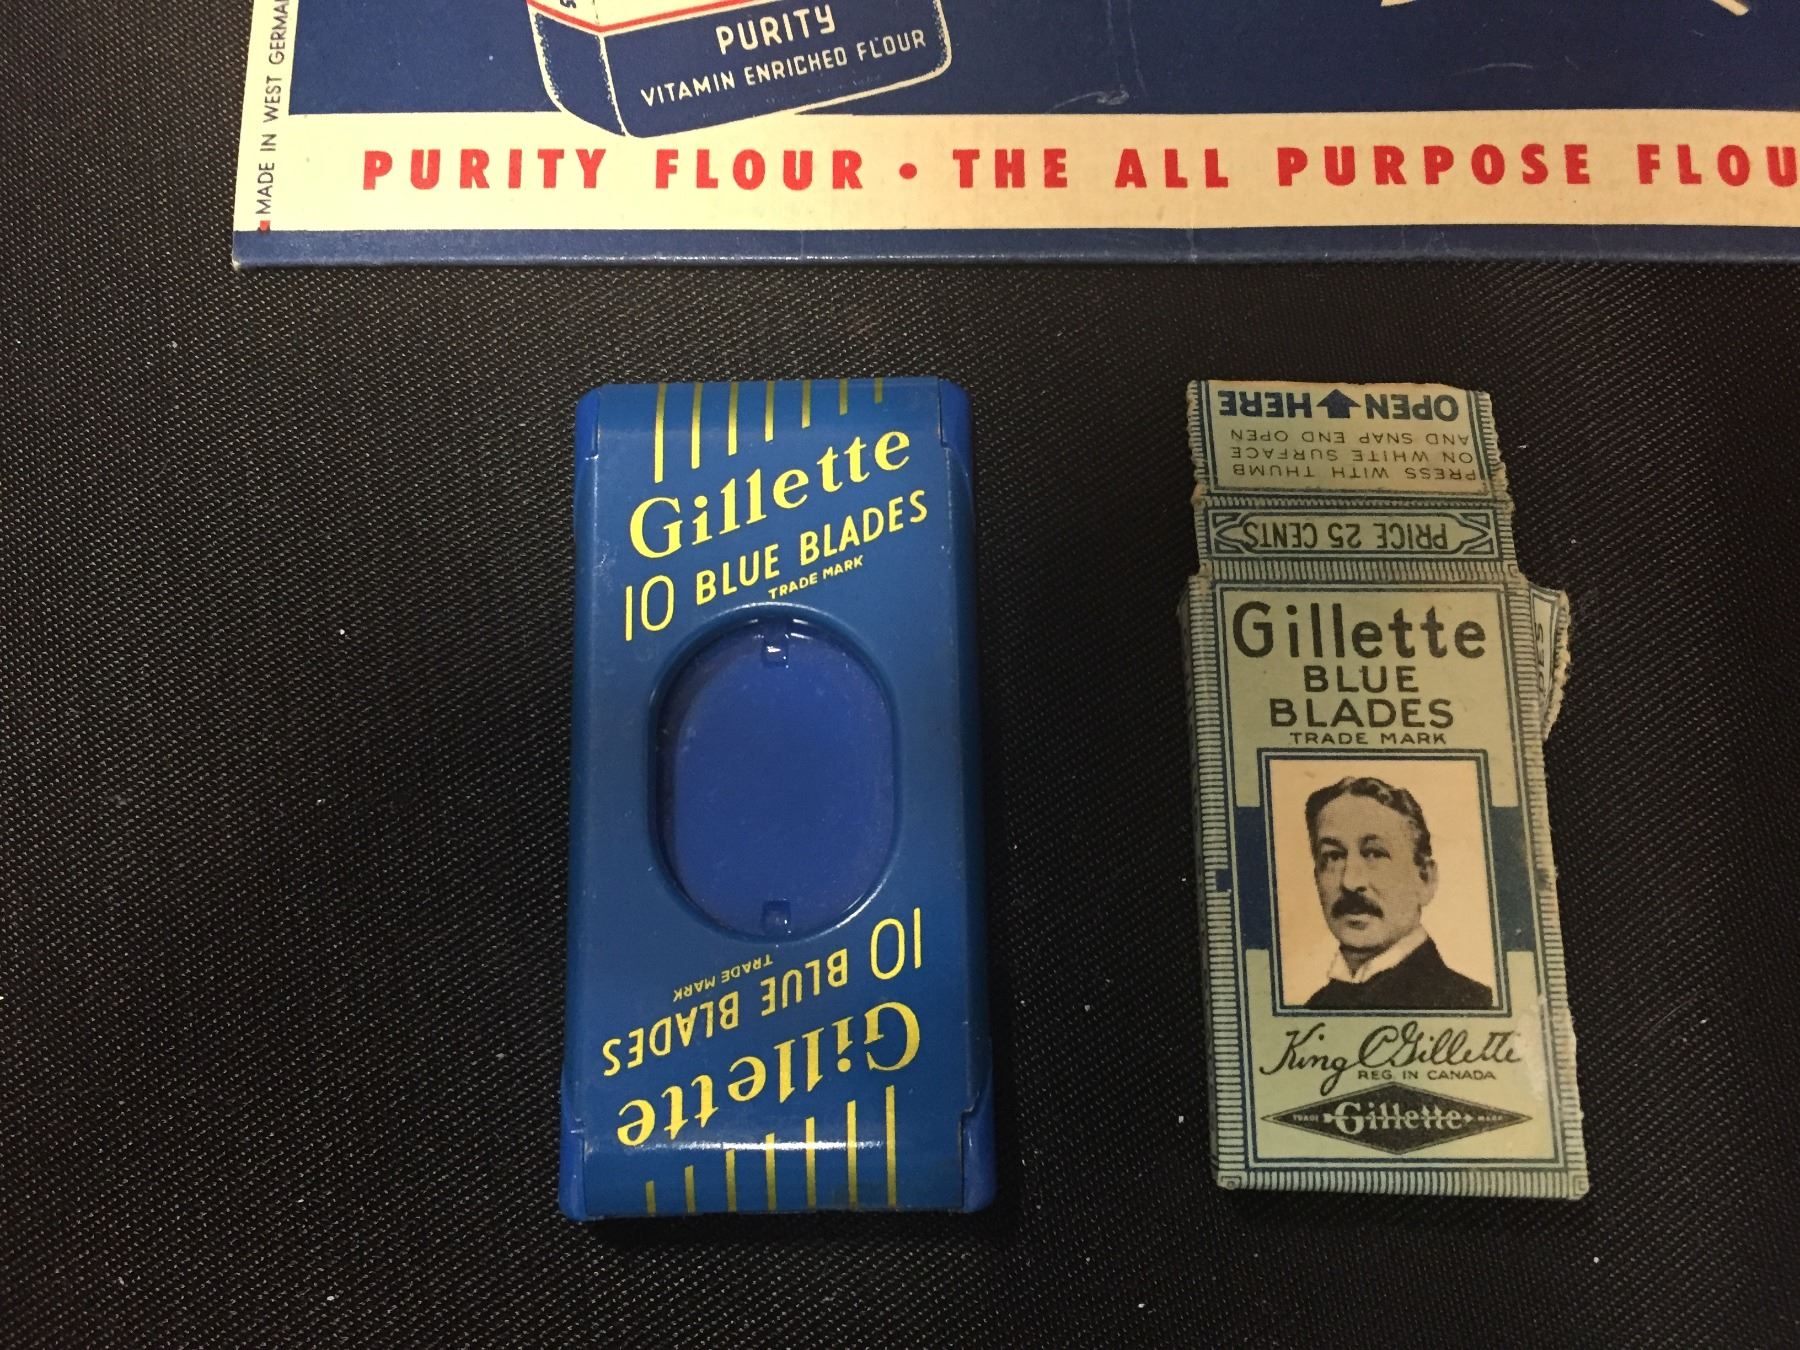 MADE IN WEST GERMA
PURITY
VITAMIN ENRICHED FLOUR
PURITY FLOUR • THE ALL PURPOSE FLOU
Gillette
10 BLUE BLADES
TRADE MARK
Gillette
10 BLUE BLADES
TRADE MARK
OPEN HERE
PRESS WITH THUMB
ON WHITE SURFACE
AND SNAP END OPEN
PRICE 25 CENTS
Gillette
BLUE
BLADES
TRADE MARK
King C Gillette
REG. IN CANADA
TRADE Gillette MARK